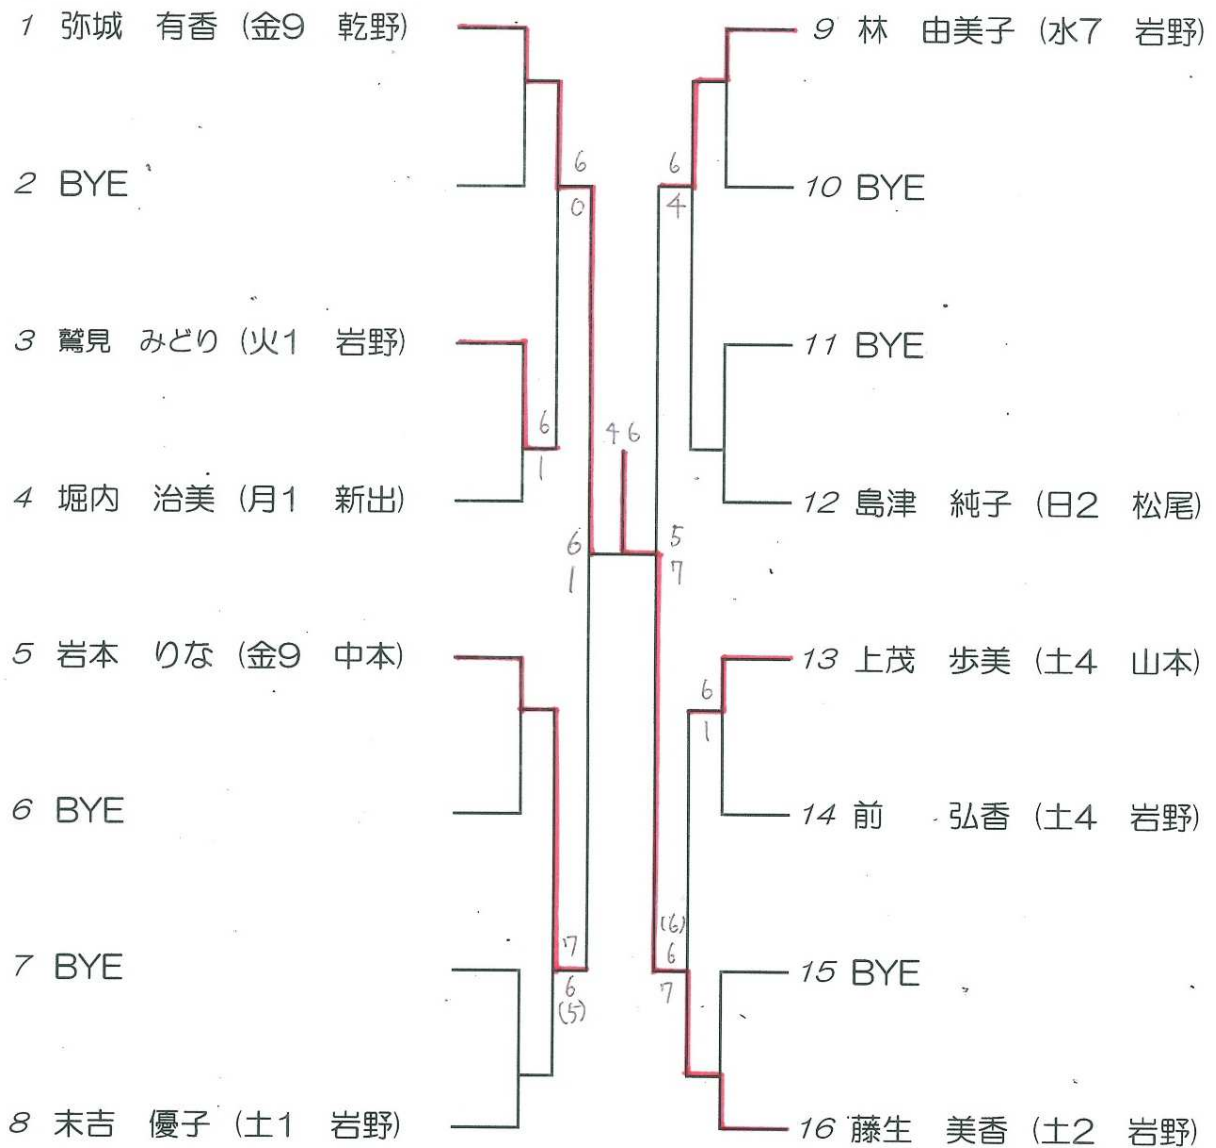 1 弥城 有香 (金9 乾野)
2 BYE
3 鷲見 みどり (火1 岩野)
4 堀内 治美 (月1 新出)
5 岩本 りな (金9 中本)
6 BYE
7 BYE
8 末吉 優子 (土1 岩野)
6
0
6
1
6
1
7
6
(5)
4 6
6
4
5
7
6
1
(6)
6
7
9 林 由美子 (水7 岩野)
10 BYE
11 BYE
12 島津 純子 (日2 松尾)
13 上茂 歩美 (土4 山本)
14 前 弘香 (土4 岩野)
15 BYE
16 藤生 美香 (土2 岩野)